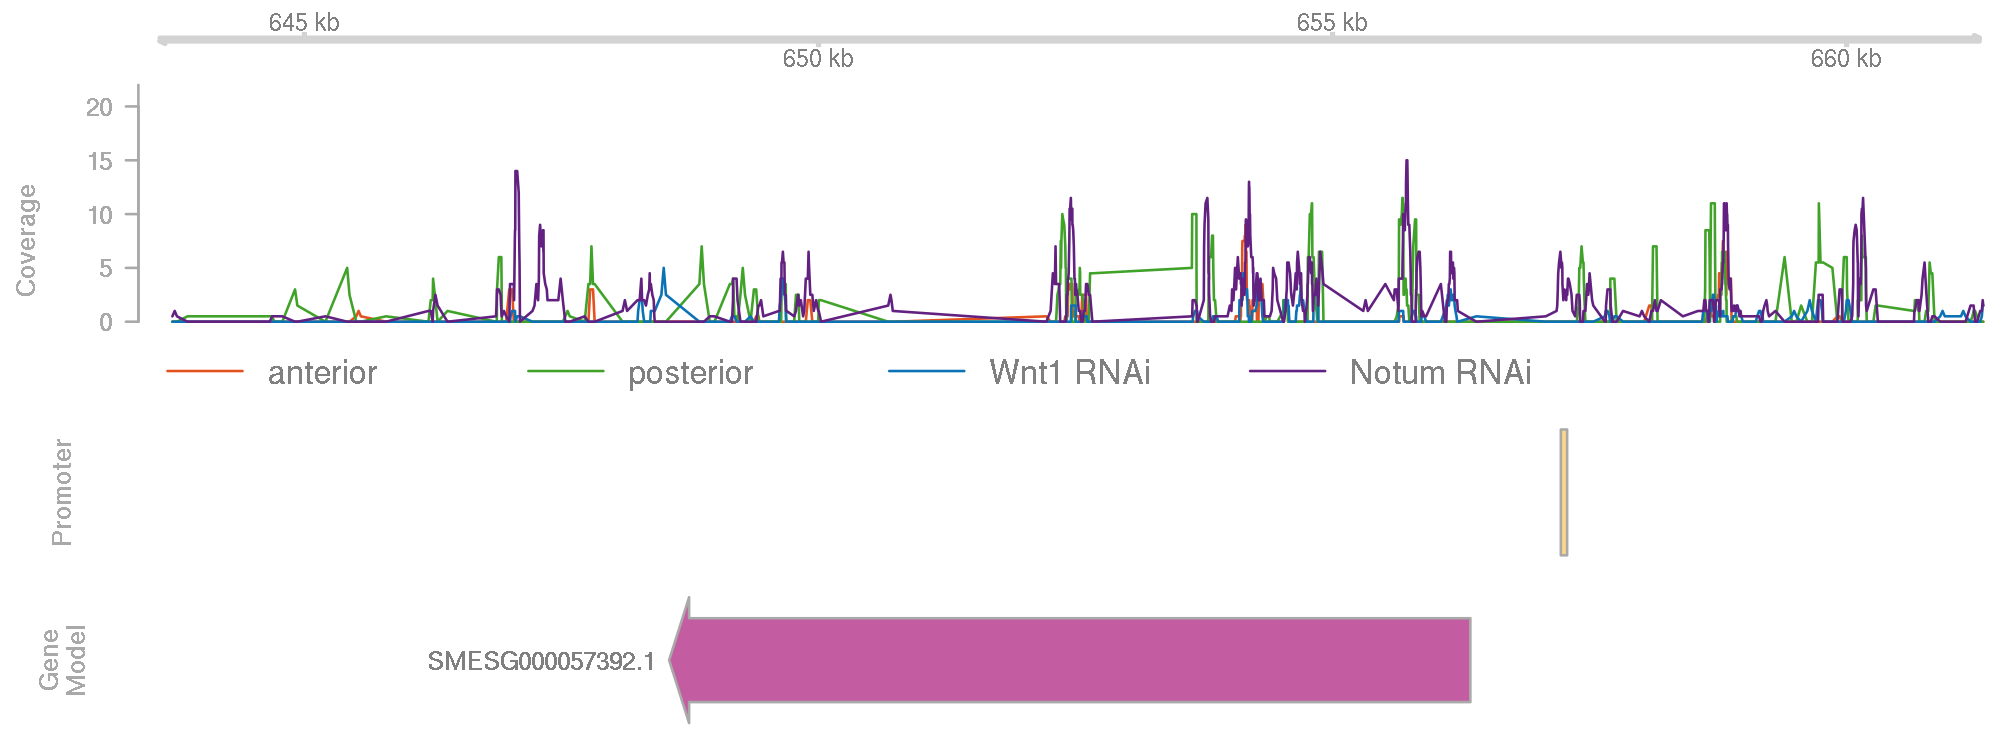 645 kb
655 kb
650 kb
660 kb
Coverage
20
15
10
5
0
anterior
posterior
Wnt1 RNAi
Notum RNAi
Promoter
Gene
Model
SMESG000057392.1